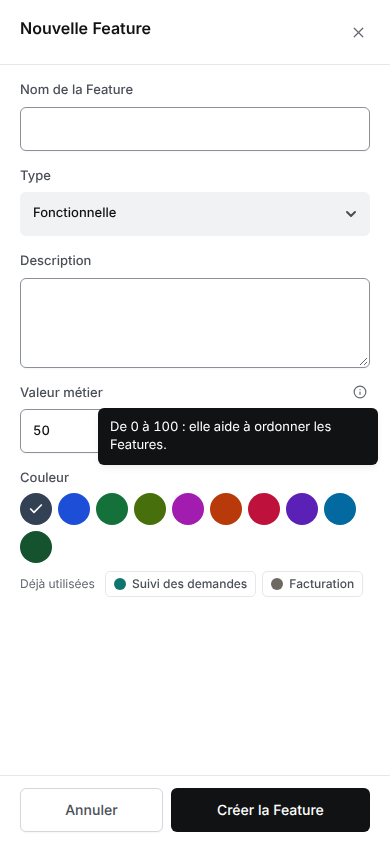 Nouvelle Feature
Nom de la Feature
Type
Fonctionnelle
Description
Valeur métier
50
De 0 à 100 : elle aide à ordonner les
Features.
Couleur
Déjà utilisées
Suivi des demandes
Facturation
Annuler
Créer la Feature